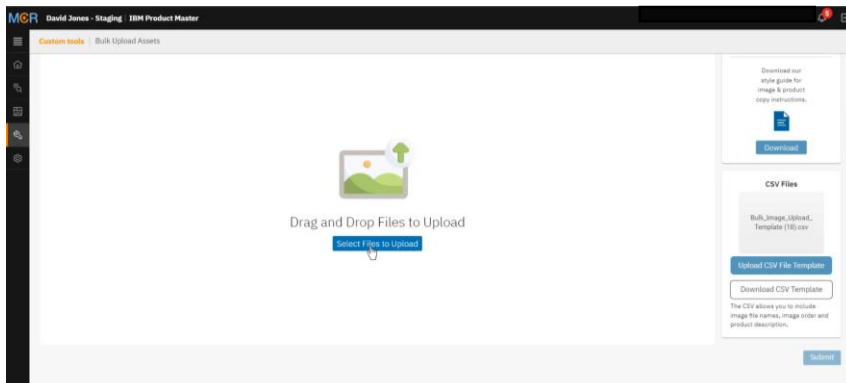 MCR David Jones - Staging | IBM Product Master
5
Custom tools | Bulk Upload Assets
Download our
style guide for
image & product
copy instructions.
Download
Drag and Drop Files to Upload
Select Files to Upload
CSV Files
Bulk_Image_Upload_
Template (18).csv
Upload CSV File Template
Download CSV Template
The CSV allows you to include
image file names, image order and
product description.
Submit